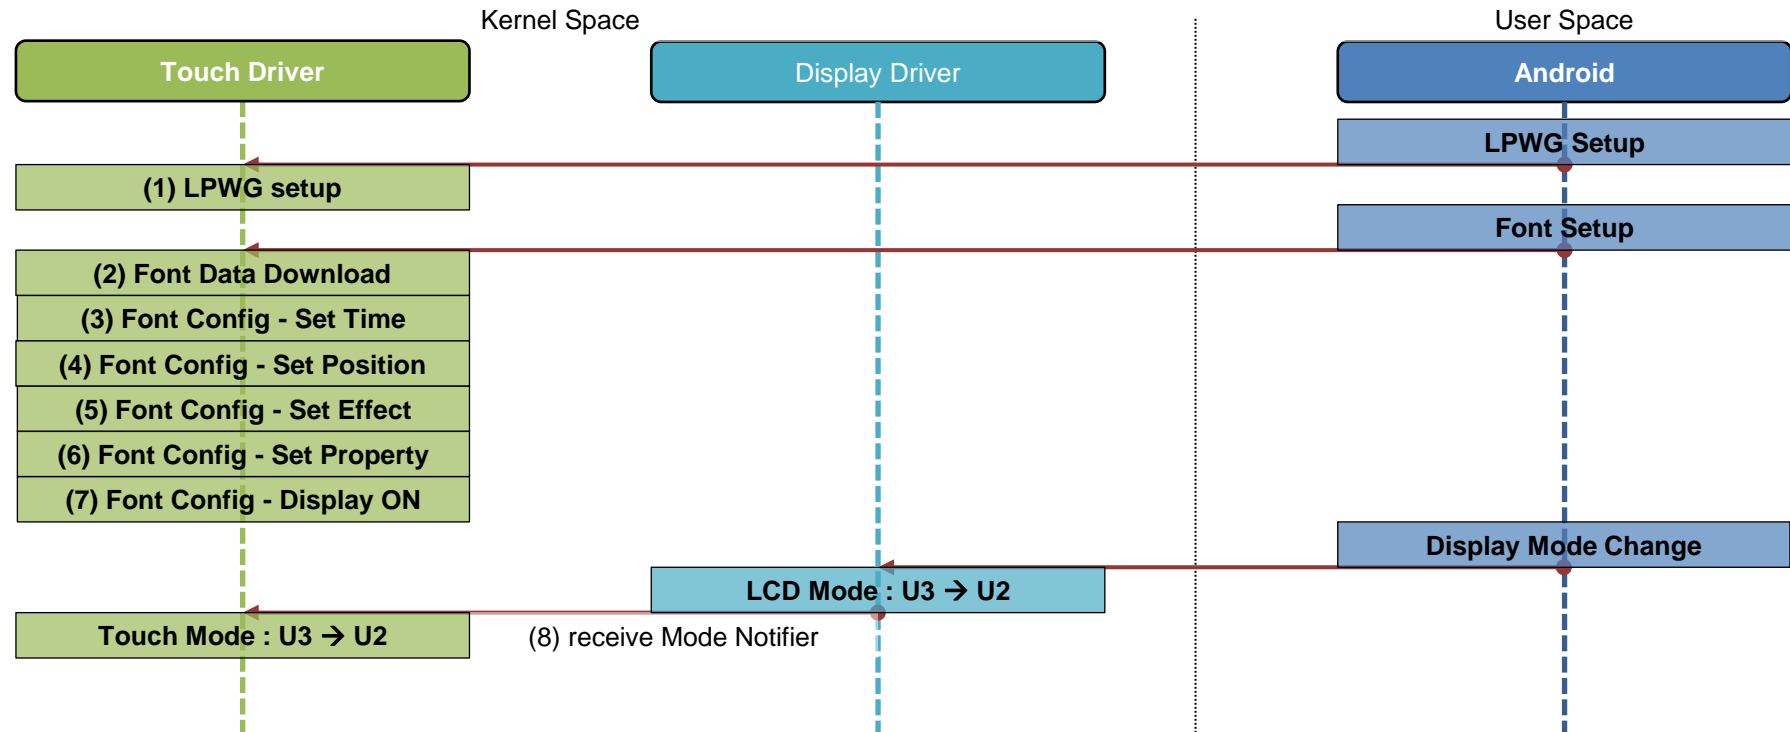 Kernel Space
User Space
Touch Driver
Display Driver
Android
LPWG Setup
(1) LPWG setup
Font Setup
(2) Font Data Download
(3) Font Config - Set Time
(4) Font Config - Set Position
(5) Font Config - Set Effect
(6) Font Config - Set Property
(7) Font Config - Display ON
Display Mode Change
LCD Mode : U3 → U2
Touch Mode : U3 → U2
(8) receive Mode Notifier